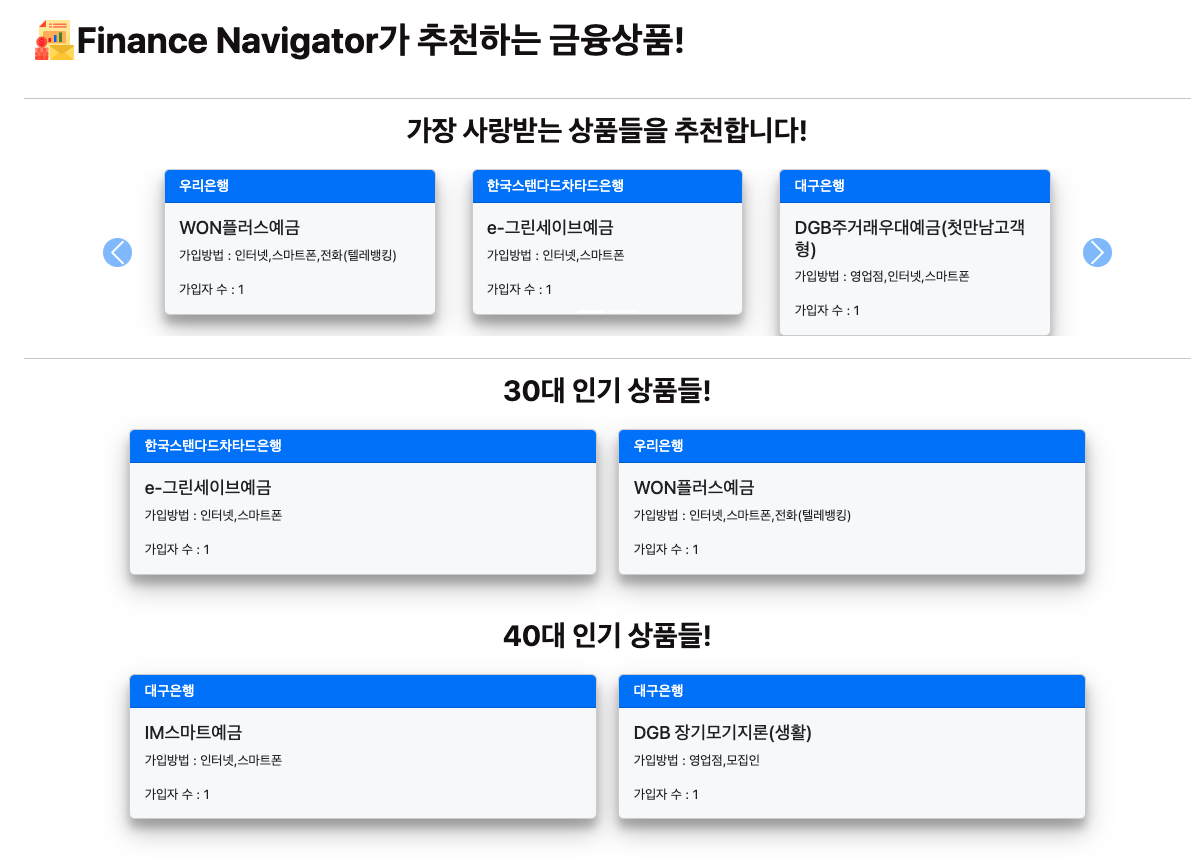 Finance Navigator가 추천하는 금융상품!
가장 사랑받는 상품들을 추천합니다!
우리은행
WON플러스예금
가입방법 : 인터넷,스마트폰,전화(텔레뱅킹)
가입자 수 : 1
한국스탠다드차타드은행
e-그린세이브예금
가입방법 : 인터넷,스마트폰
가입자 수 : 1
대구은행
DGB주거래우대예금(첫만남고객
형)
가입방법 : 영업점,인터넷,스마트폰
가입자 수 : 1
30대 인기 상품들!
한국스탠다드차타드은행
e-그린세이브예금
가입방법 : 인터넷,스마트폰
가입자 수 : 1
우리은행
WON플러스예금
가입방법 : 인터넷,스마트폰,전화(텔레뱅킹)
가입자 수 : 1
40대 인기 상품들!
대구은행
IM스마트예금
가입방법 : 인터넷,스마트폰
가입자 수 : 1
대구은행
DGB 장기모기지론(생활)
가입방법 : 영업점,모집인
가입자 수 : 1